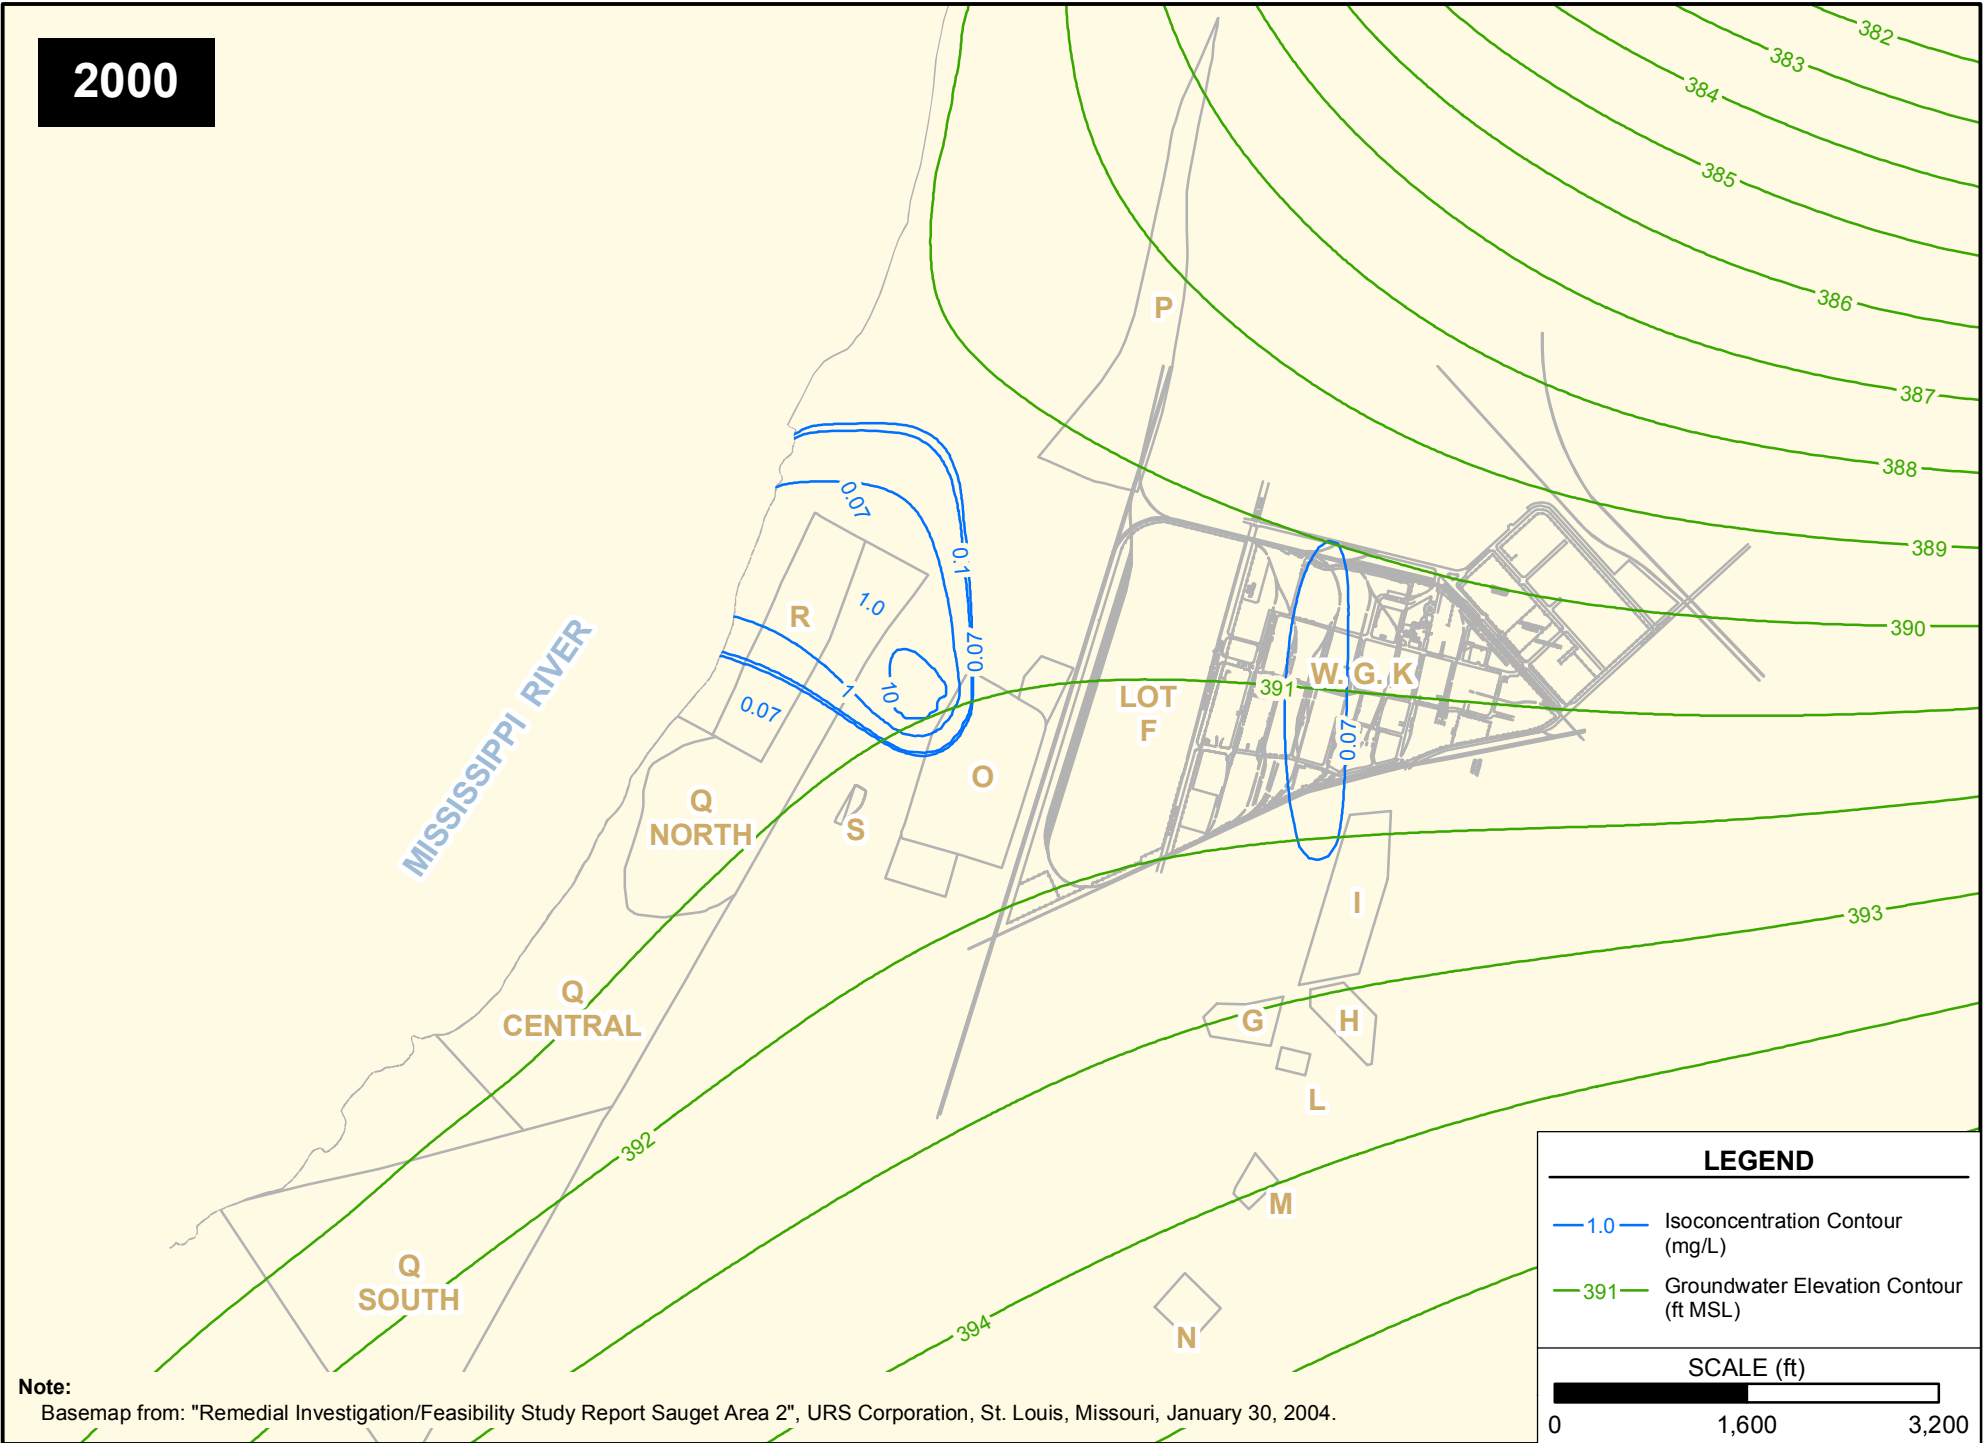 2000
382
383
384
385
386
P
387
388
0.07
0.1
389
1.0
R
390
0.07
W. G. K
391
LOT
F
10
1
0.07
0.07
MISSISSIPPI RIVER
O
Q
NORTH
S
I
393
Q
CENTRAL
G
H
L
392
M
Q
SOUTH
394
N
LEGEND
1.0
Isoconcentration Contour
(mg/L)
391
Groundwater Elevation Contour
(ft MSL)
SCALE (ft)
0
1,600
3,200
Note:
Basemap from: "Remedial Investigation/Feasibility Study Report Sauget Area 2", URS Corporation, St. Louis, Missouri, January 30, 2004.